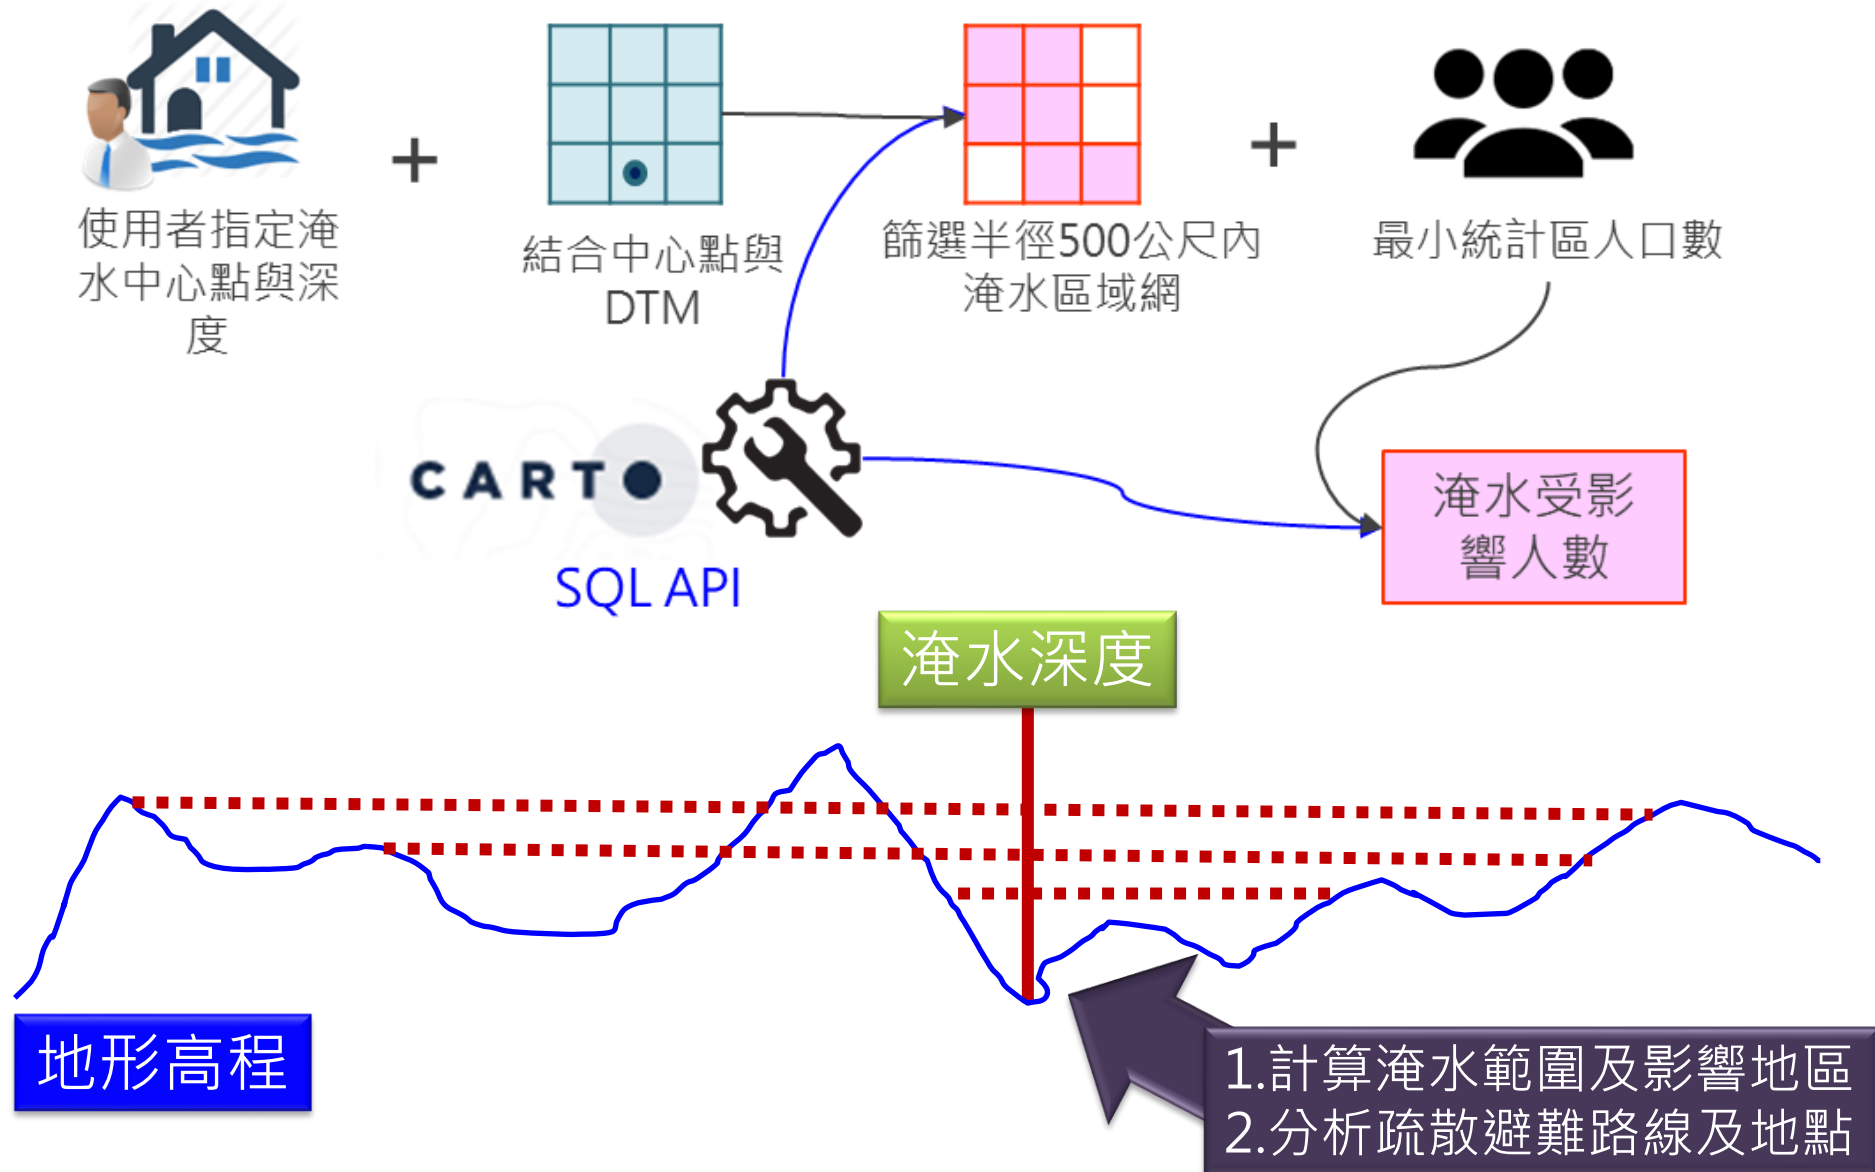 使用者指定淹
水中心點與深
度
+
結合中心點與
DTM
篩選半徑500公尺內
淹水區域網
+
最小統計區人口數
CARTO
SQL API
淹水受影
響人數
淹水深度
地形高程
1.計算淹水範圍及影響地區
2.分析疏散避難路線及地點